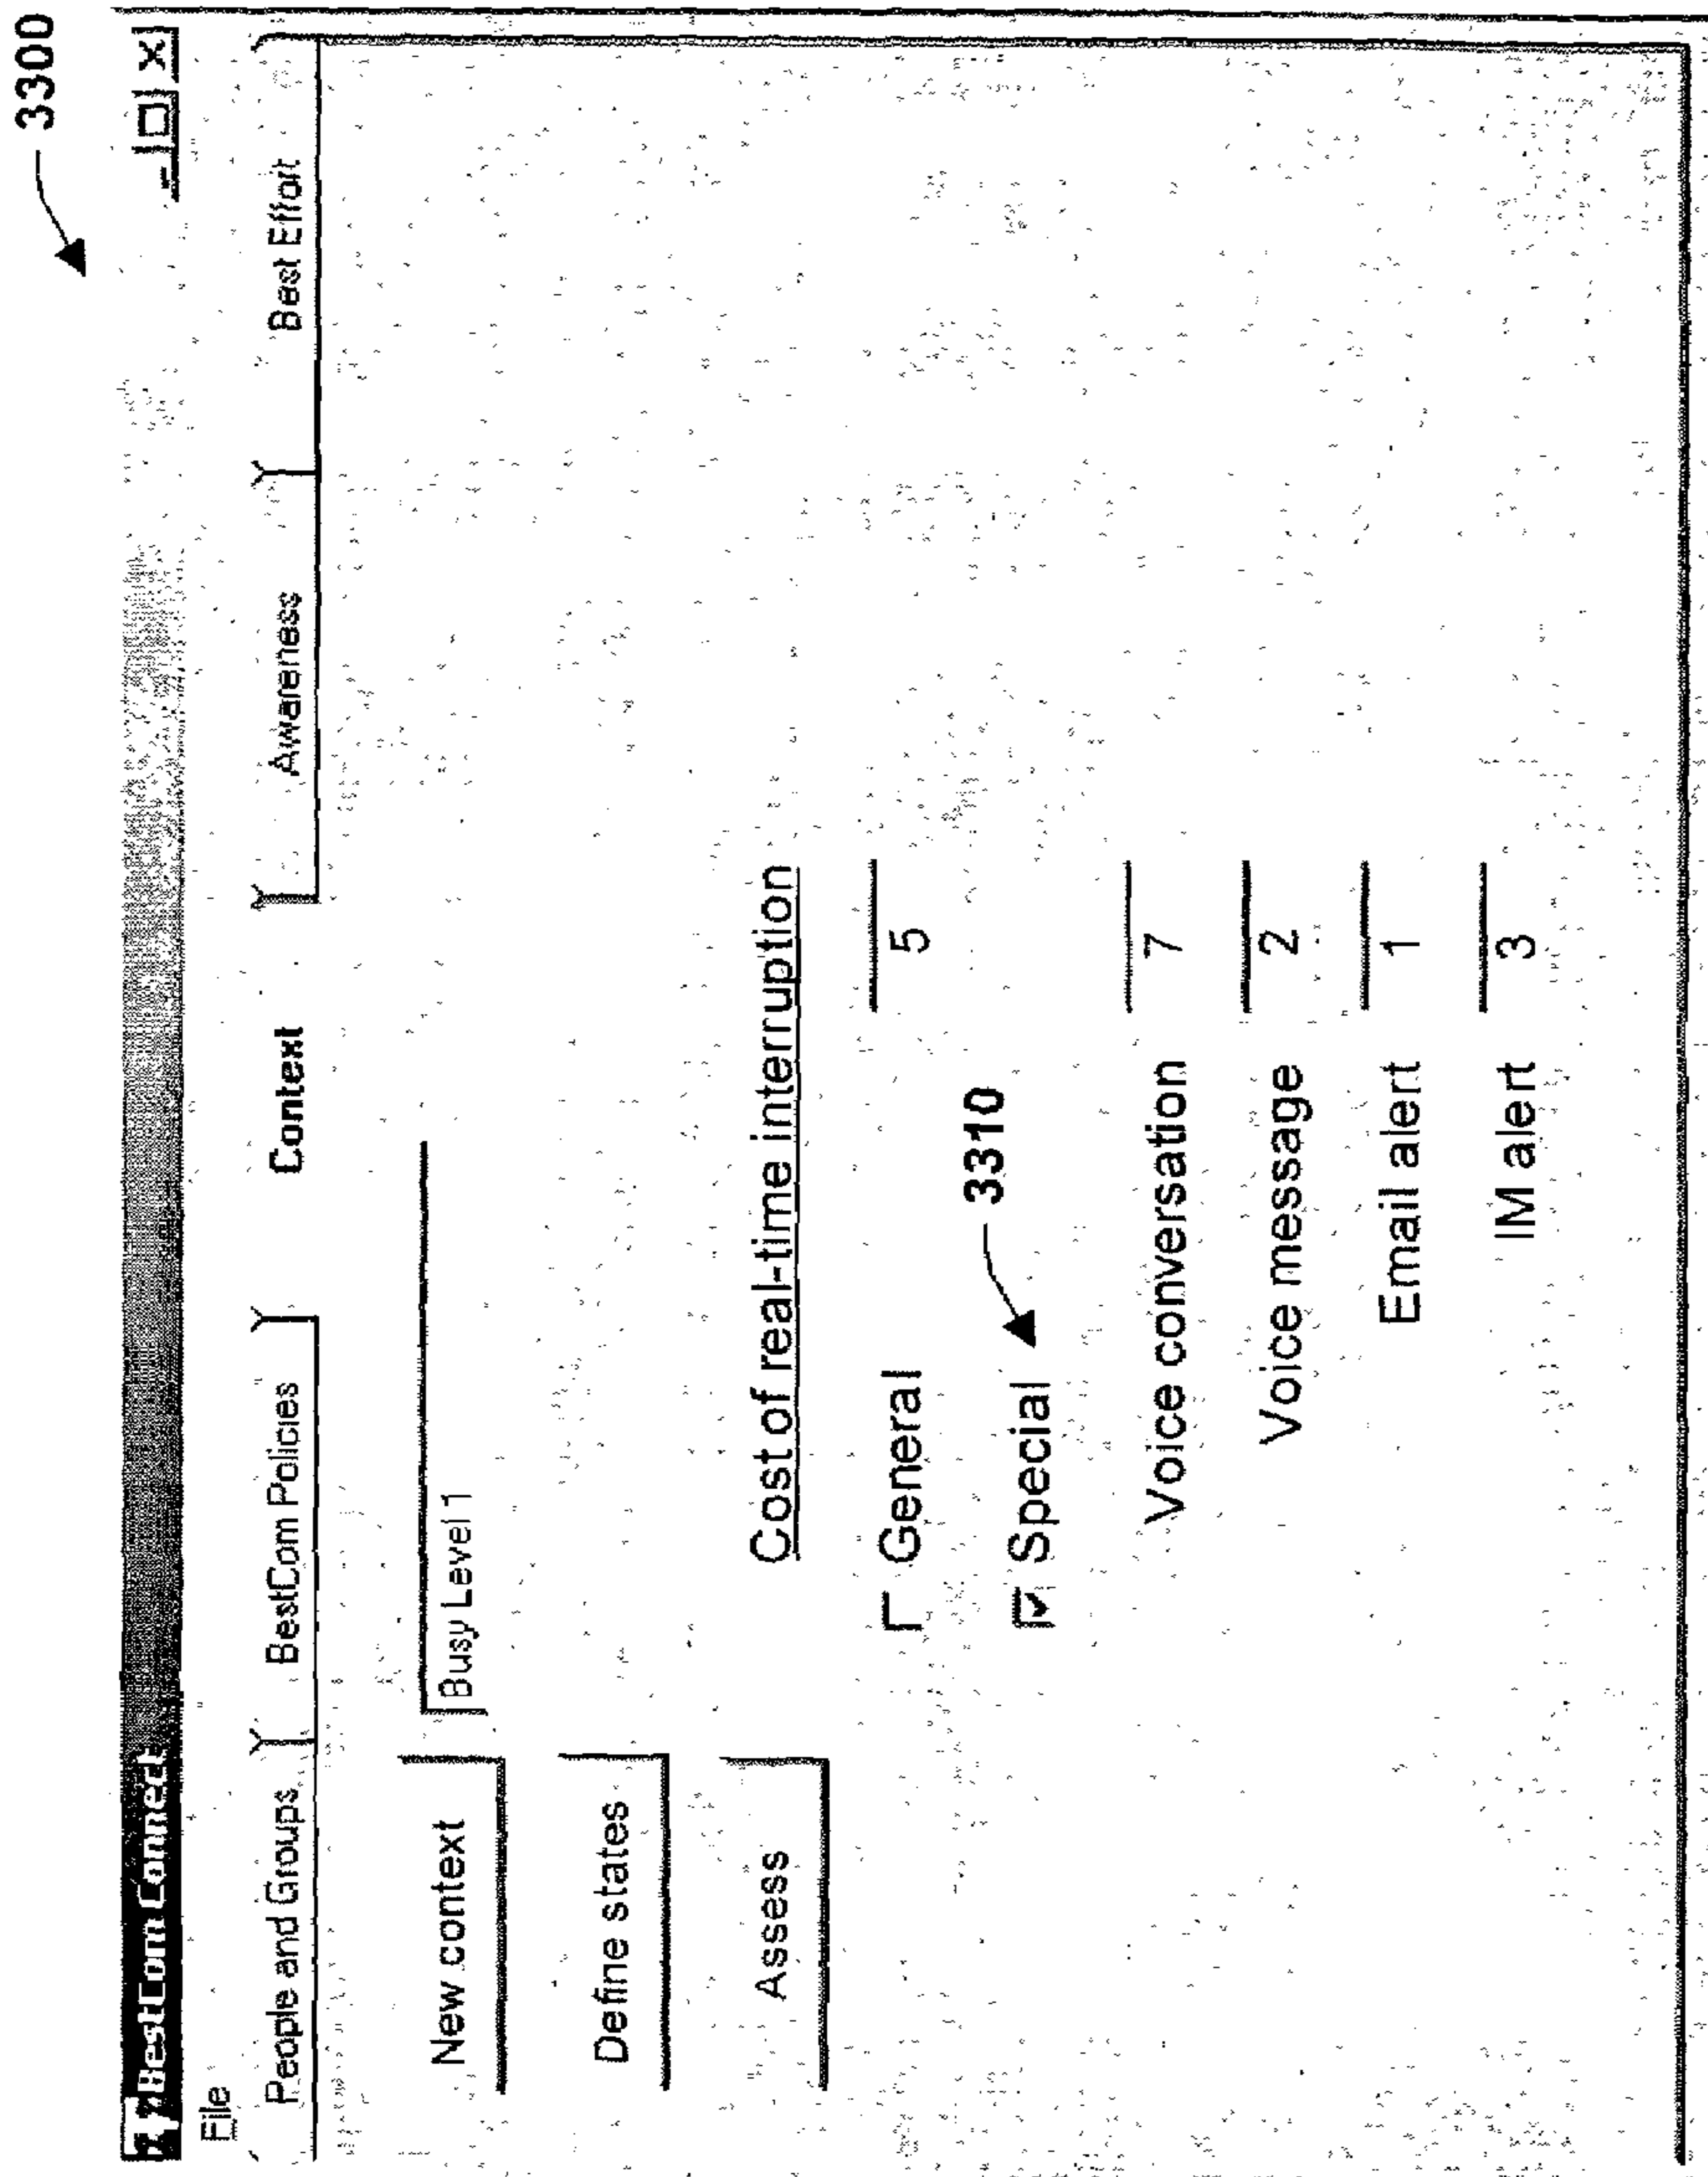 3300
BestCom Connect
File
People and Groups BestCom Policies Context Awareness Best Effort
New context Busy Level 1
Define states
Assess Cost of real-time interruption
General 5
Special 3310
Voice conversation 7
Voice message 2
Email alert 1
IM alert 3